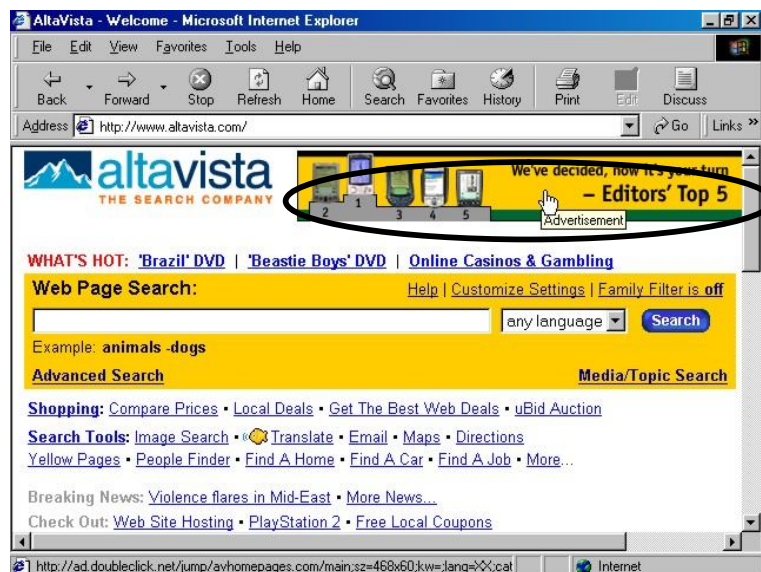 AltaVista - Welcome - Microsoft Internet Explorer
File Edit View Favorites Tools Help
Back Forward Stop Refresh Home Search Favorites History Print Edit Discuss
Address http://www.altavista.com/ Go Links »
altavista
THE SEARCH COMPANY
We've decided, now it's your turn
– Editors' Top 5
2 1 3 4 5
Advertisement
WHAT'S HOT: 'Brazil' DVD | 'Beastie Boys' DVD | Online Casinos & Gambling
Web Page Search: Help | Customize Settings | Family Filter is off
any language Search
Example: animals -dogs
Advanced Search Media/Topic Search
Shopping: Compare Prices • Local Deals • Get The Best Web Deals • uBid Auction
Search Tools: Image Search • Translate • Email • Maps • Directions
Yellow Pages • People Finder • Find A Home • Find A Car • Find A Job • More...
Breaking News: Violence flares in Mid-East • More News...
Check Out: Web Site Hosting • PlayStation 2 • Free Local Coupons
http://ad.doubleclick.net/jump/avhomepages.com/main;sz=468x60;kw=;lang=XX;cat Internet